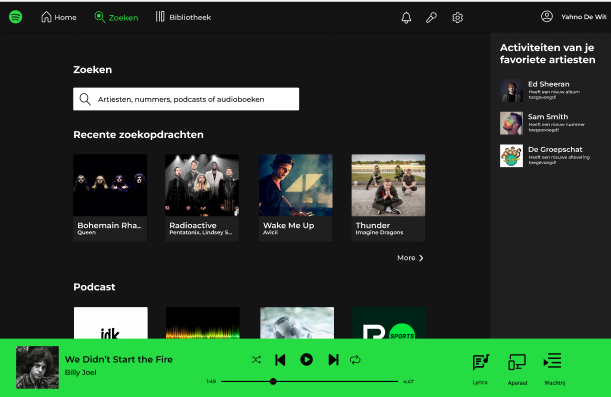 Home
Zoeken
Bibliotheek
Yahno De Wit
Zoeken
Artiesten, nummers, podcasts of audioboeken
Recente zoekopdrachten
Bohemain Rha..
Queen
Radioactive
Pentatonix, Lindsey S...
Wake Me Up
Avicii
Thunder
Imagine Dragons
More
Podcast
idk
SPORTS
Activiteiten van je
favoriete artiesten
Ed Sheeran
Heeft een nieuw album
toegevoegd!
Sam Smith
Heeft een nieuw nummer
toegevoegd!
De Groepschat
Heeft een nieuwe aflevering
toegevoegd!
We Didn't Start the Fire
Billy Joel
1:49
4:47
Lyrics
Aparaat
Wachtrij